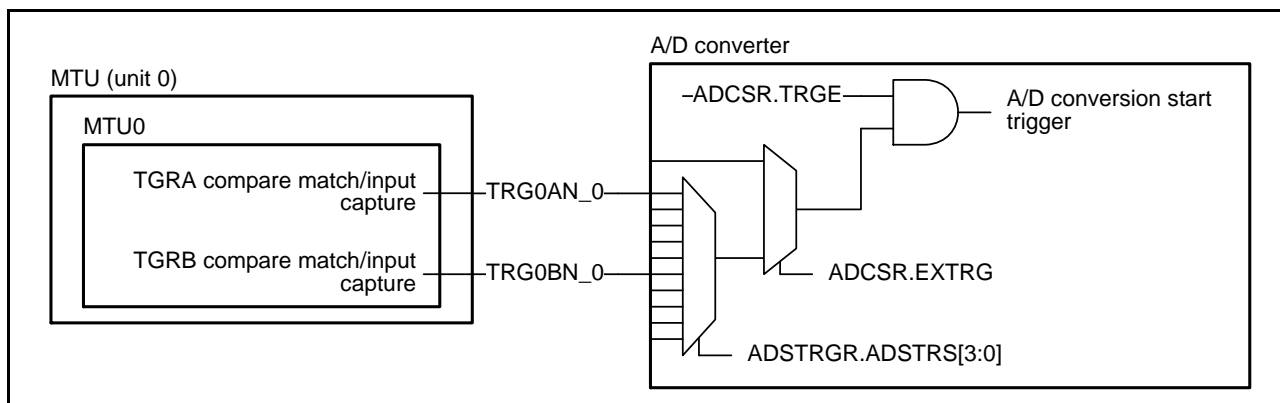 A/D converter
MTU (unit 0)
ADCSR.TRGE
A/D conversion start
trigger
MTU0
TGRA compare match/input
capture
TRG0AN_0
TGRB compare match/input
capture
TRG0BN_0
ADCSR.EXTRG
ADSTRGR.ADSTRS[3:0]